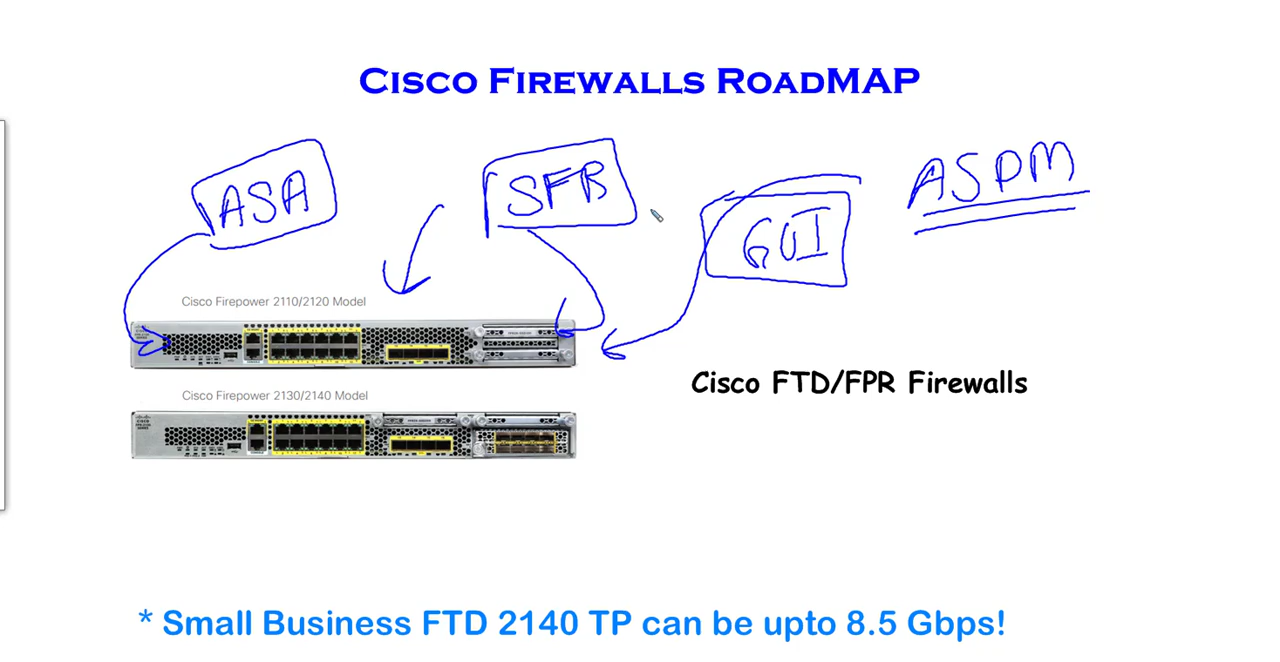 CISCO FIREWALLS ROADMAP
ASA
SFR
GUI
ASDM
Cisco Firepower 2110/2120 Model
Cisco FTD/FPR Firewalls
Cisco Firepower 2130/2140 Model
* Small Business FTD 2140 TP can be upto 8.5 Gbps!